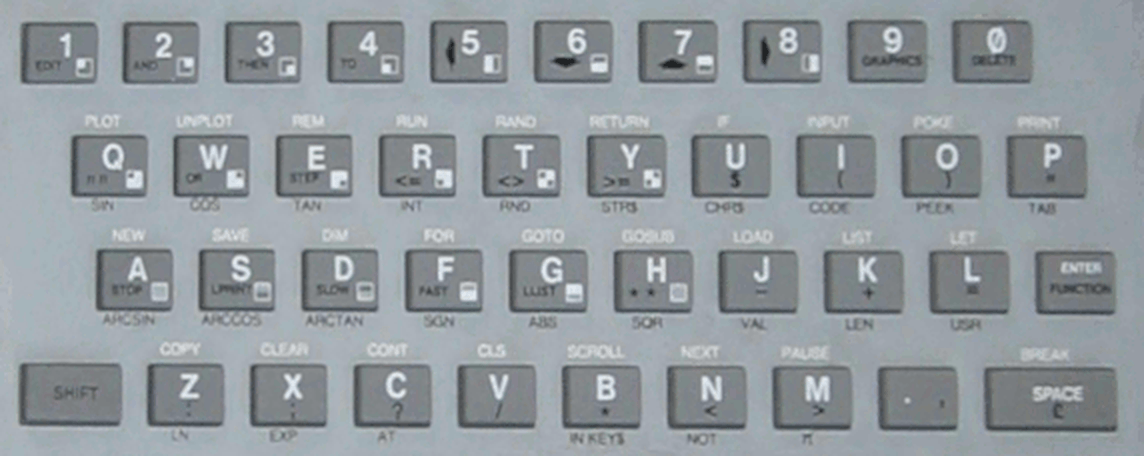 1 2 3 4 5 6 7 8 9 0
EDIT AND THEN TO GRAPHICS DELETE
PLOT UNPLOT REM RUN RAND RETURN IF INPUT POKE PRINT
Q W E R T Y U I O P
"" OR STEP <= <> >= $ ( ) "
SIN COS TAN INT RND STR$ CHR$ CODE PEEK TAB
NEW SAVE DIM FOR GOTO GOSUB LOAD LIST LET
A S D F G H J K L ENTER
STOP LPRINT SLOW FAST LLIST ** - + = FUNCTION
ARCSIN ARCCOS ARCTAN SGN ABS SQR VAL LEN USR
COPY CLEAR CONT CLS SCROLL NEXT PAUSE BREAK
SHIFT Z X C V B N M . , SPACE
: ; ? / * < > £
LN EXP AT IN KEY$ NOT π